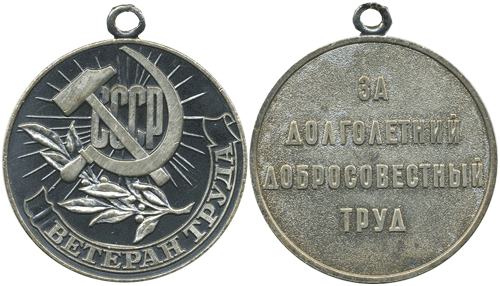 СССР
ВЕТЕРАН ТРУДА
ЗА
ДОЛГОЛЕТНИЙ
ДОБРОСОВЕСТНЫЙ
ТРУД